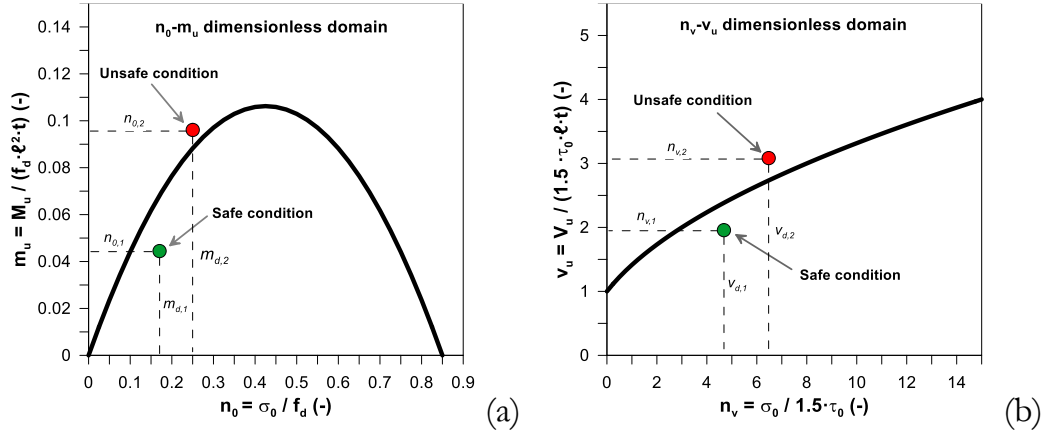 n0-mu dimensionless domain
0.14
0.12
0.1
0.08
0.06
0.04
0.02
0
mu = Mu / (fd·ℓ²·t) (-)
Unsafe condition
n0,2
Safe condition
n0,1
md,2
md,1
0 0.1 0.2 0.3 0.4 0.5 0.6 0.7 0.8 0.9
n0 = σ0 / fd (-)
(a)
nv-vu dimensionless domain
5
4
3
2
1
0
vu = Vu / (1.5 ·τ0·ℓ·t) (-)
Unsafe condition
nv,2
nv,1
vd,2
Safe condition
vd,1
0 2 4 6 8 10 12 14
nv = σ0 / 1.5·τ0 (-)
(b)